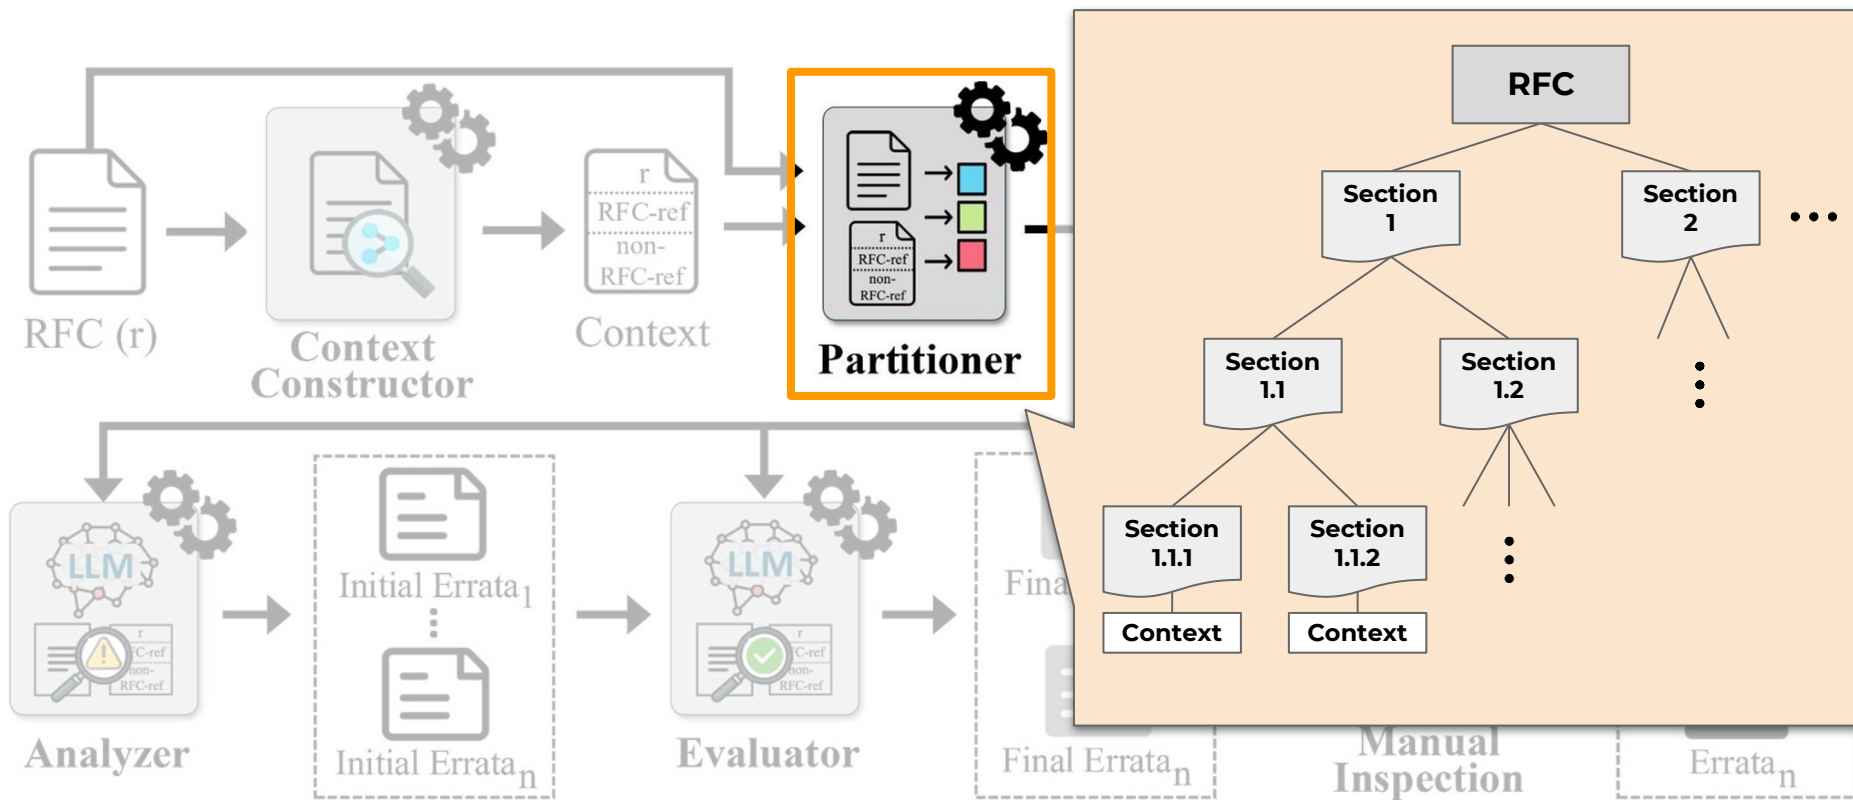 RFC (r)
Context
Constructor
r
RFC-ref
non-
RFC-ref
Context
r
RFC-ref
non-
RFC-ref
Partitioner
RFC
Section
1
Section
2
Section
1.1
Section
1.2
Section
1.1.1
Section
1.1.2
Context
Context
LLM
r
FC-ref
non-
RFC-ref
Analyzer
Initial Errata1
Initial Erratan
LLM
r
FC-ref
non-
RFC-ref
Evaluator
Final
Final Erratan
Manual
Inspection
Erratan